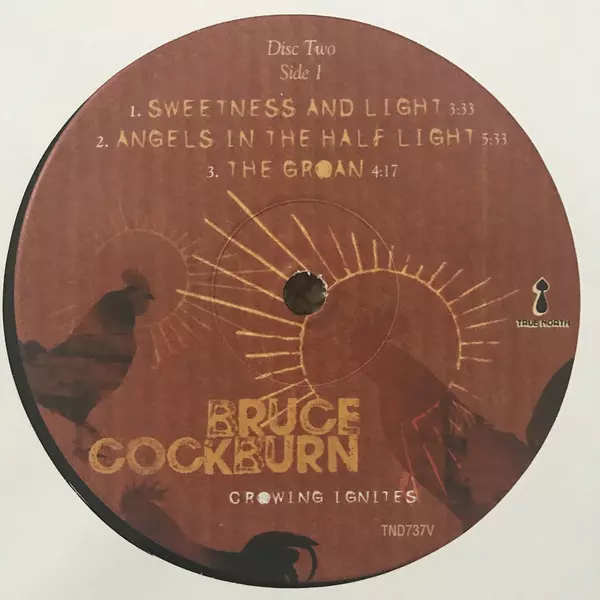 Disc Two
Side 1
1. SWEETNESS AND LIGHT 3:33
2. ANGELS IN THE HALF LIGHT 5:33
3. THE GROAN 4:17
TRUE NORTH
BRUCE
COCKBURN
CROWING IGNITES
TND737V